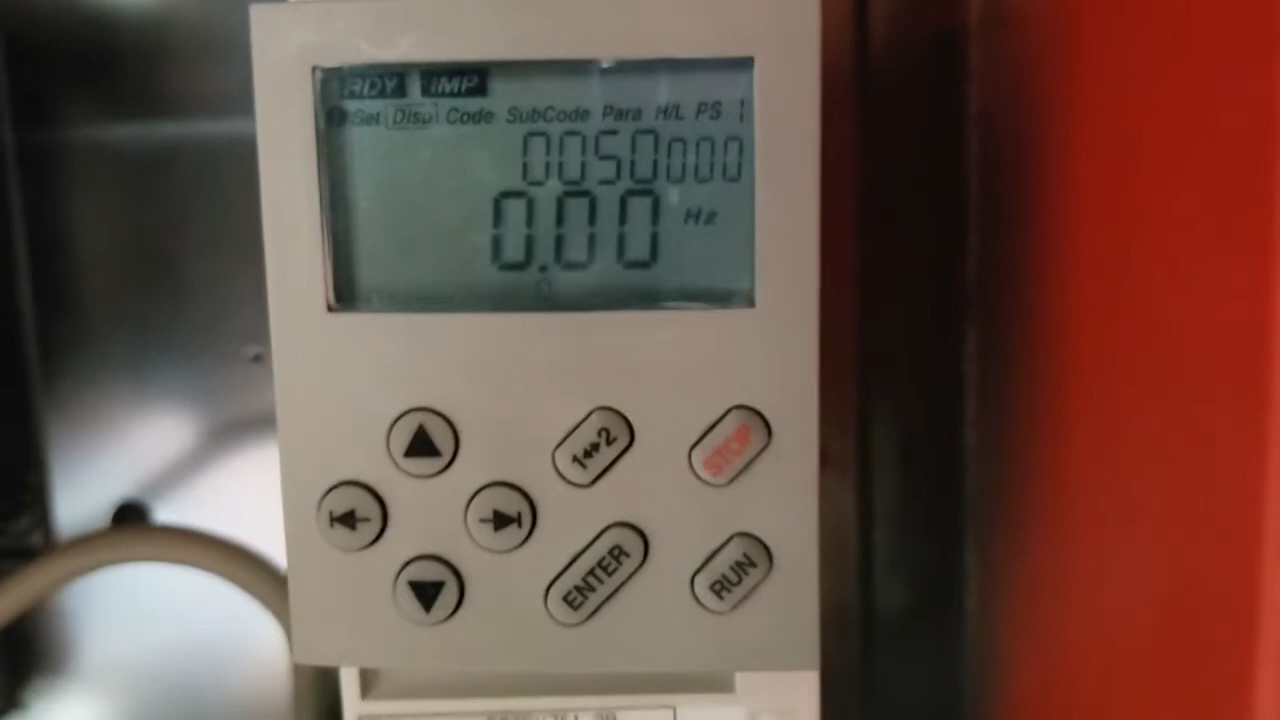 RDY IMP
Set Disp Code SubCode Para H/L PS
0050000
0.00 Hz
1↔2
STOP
ENTER
RUN